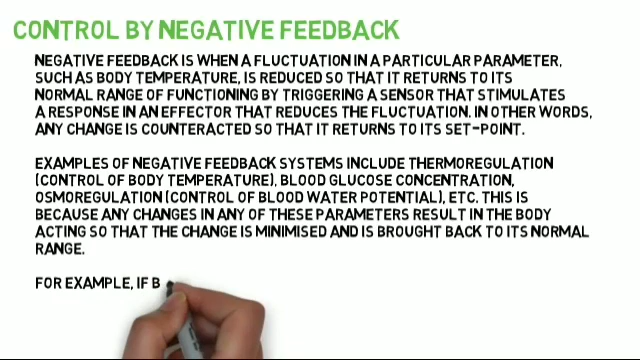 CONTROL BY NEGATIVE FEEDBACK
NEGATIVE FEEDBACK IS WHEN A FLUCTUATION IN A PARTICULAR PARAMETER,
SUCH AS BODY TEMPERATURE, IS REDUCED SO THAT IT RETURNS TO ITS
NORMAL RANGE OF FUNCTIONING BY TRIGGERING A SENSOR THAT STIMULATES
A RESPONSE IN AN EFFECTOR THAT REDUCES THE FLUCTUATION. IN OTHER WORDS,
ANY CHANGE IS COUNTERACTED SO THAT IT RETURNS TO ITS SET-POINT.
EXAMPLES OF NEGATIVE FEEDBACK SYSTEMS INCLUDE THERMOREGULATION
(CONTROL OF BODY TEMPERATURE), BLOOD GLUCOSE CONCENTRATION,
OSMOREGULATION (CONTROL OF BLOOD WATER POTENTIAL), ETC. THIS IS
BECAUSE ANY CHANGES IN ANY OF THESE PARAMETERS RESULT IN THE BODY
ACTING SO THAT THE CHANGE IS MINIMISED AND IS BROUGHT BACK TO ITS NORMAL
RANGE.
FOR EXAMPLE, IF B